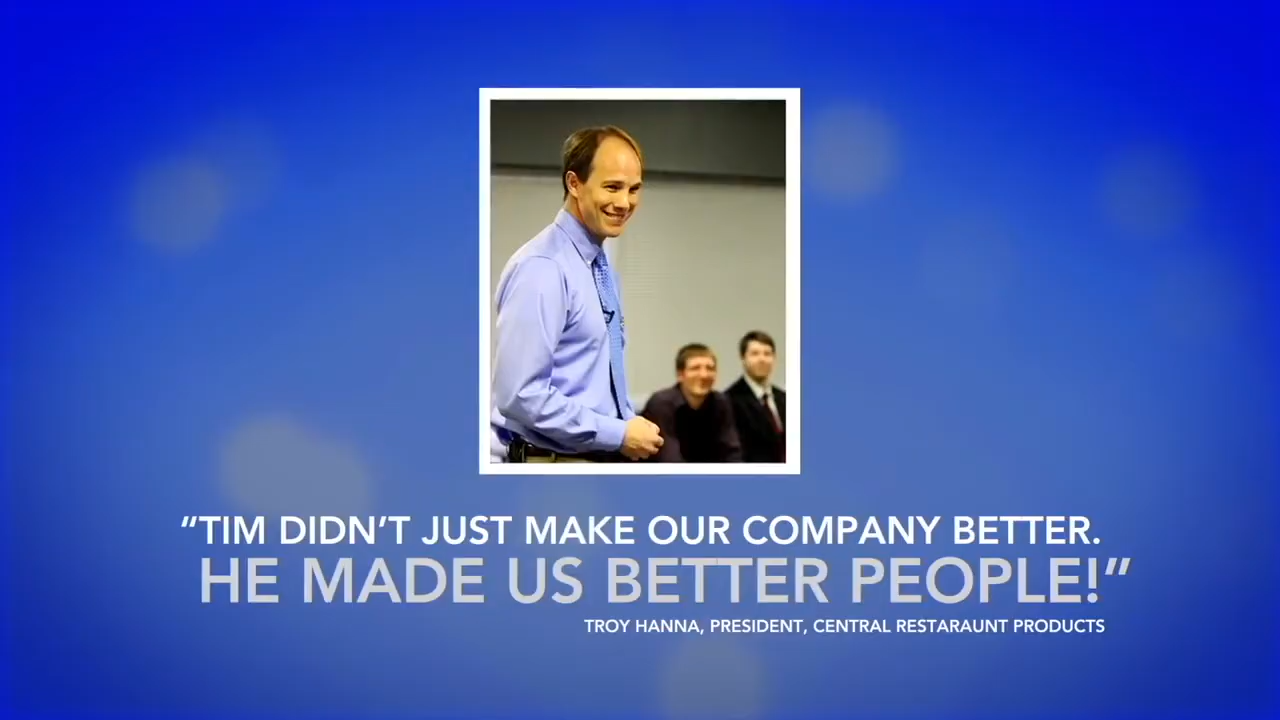 “TIM DIDN’T JUST MAKE OUR COMPANY BETTER.
HE MADE US BETTER PEOPLE!”
TROY HANNA, PRESIDENT, CENTRAL RESTARAUNT PRODUCTS